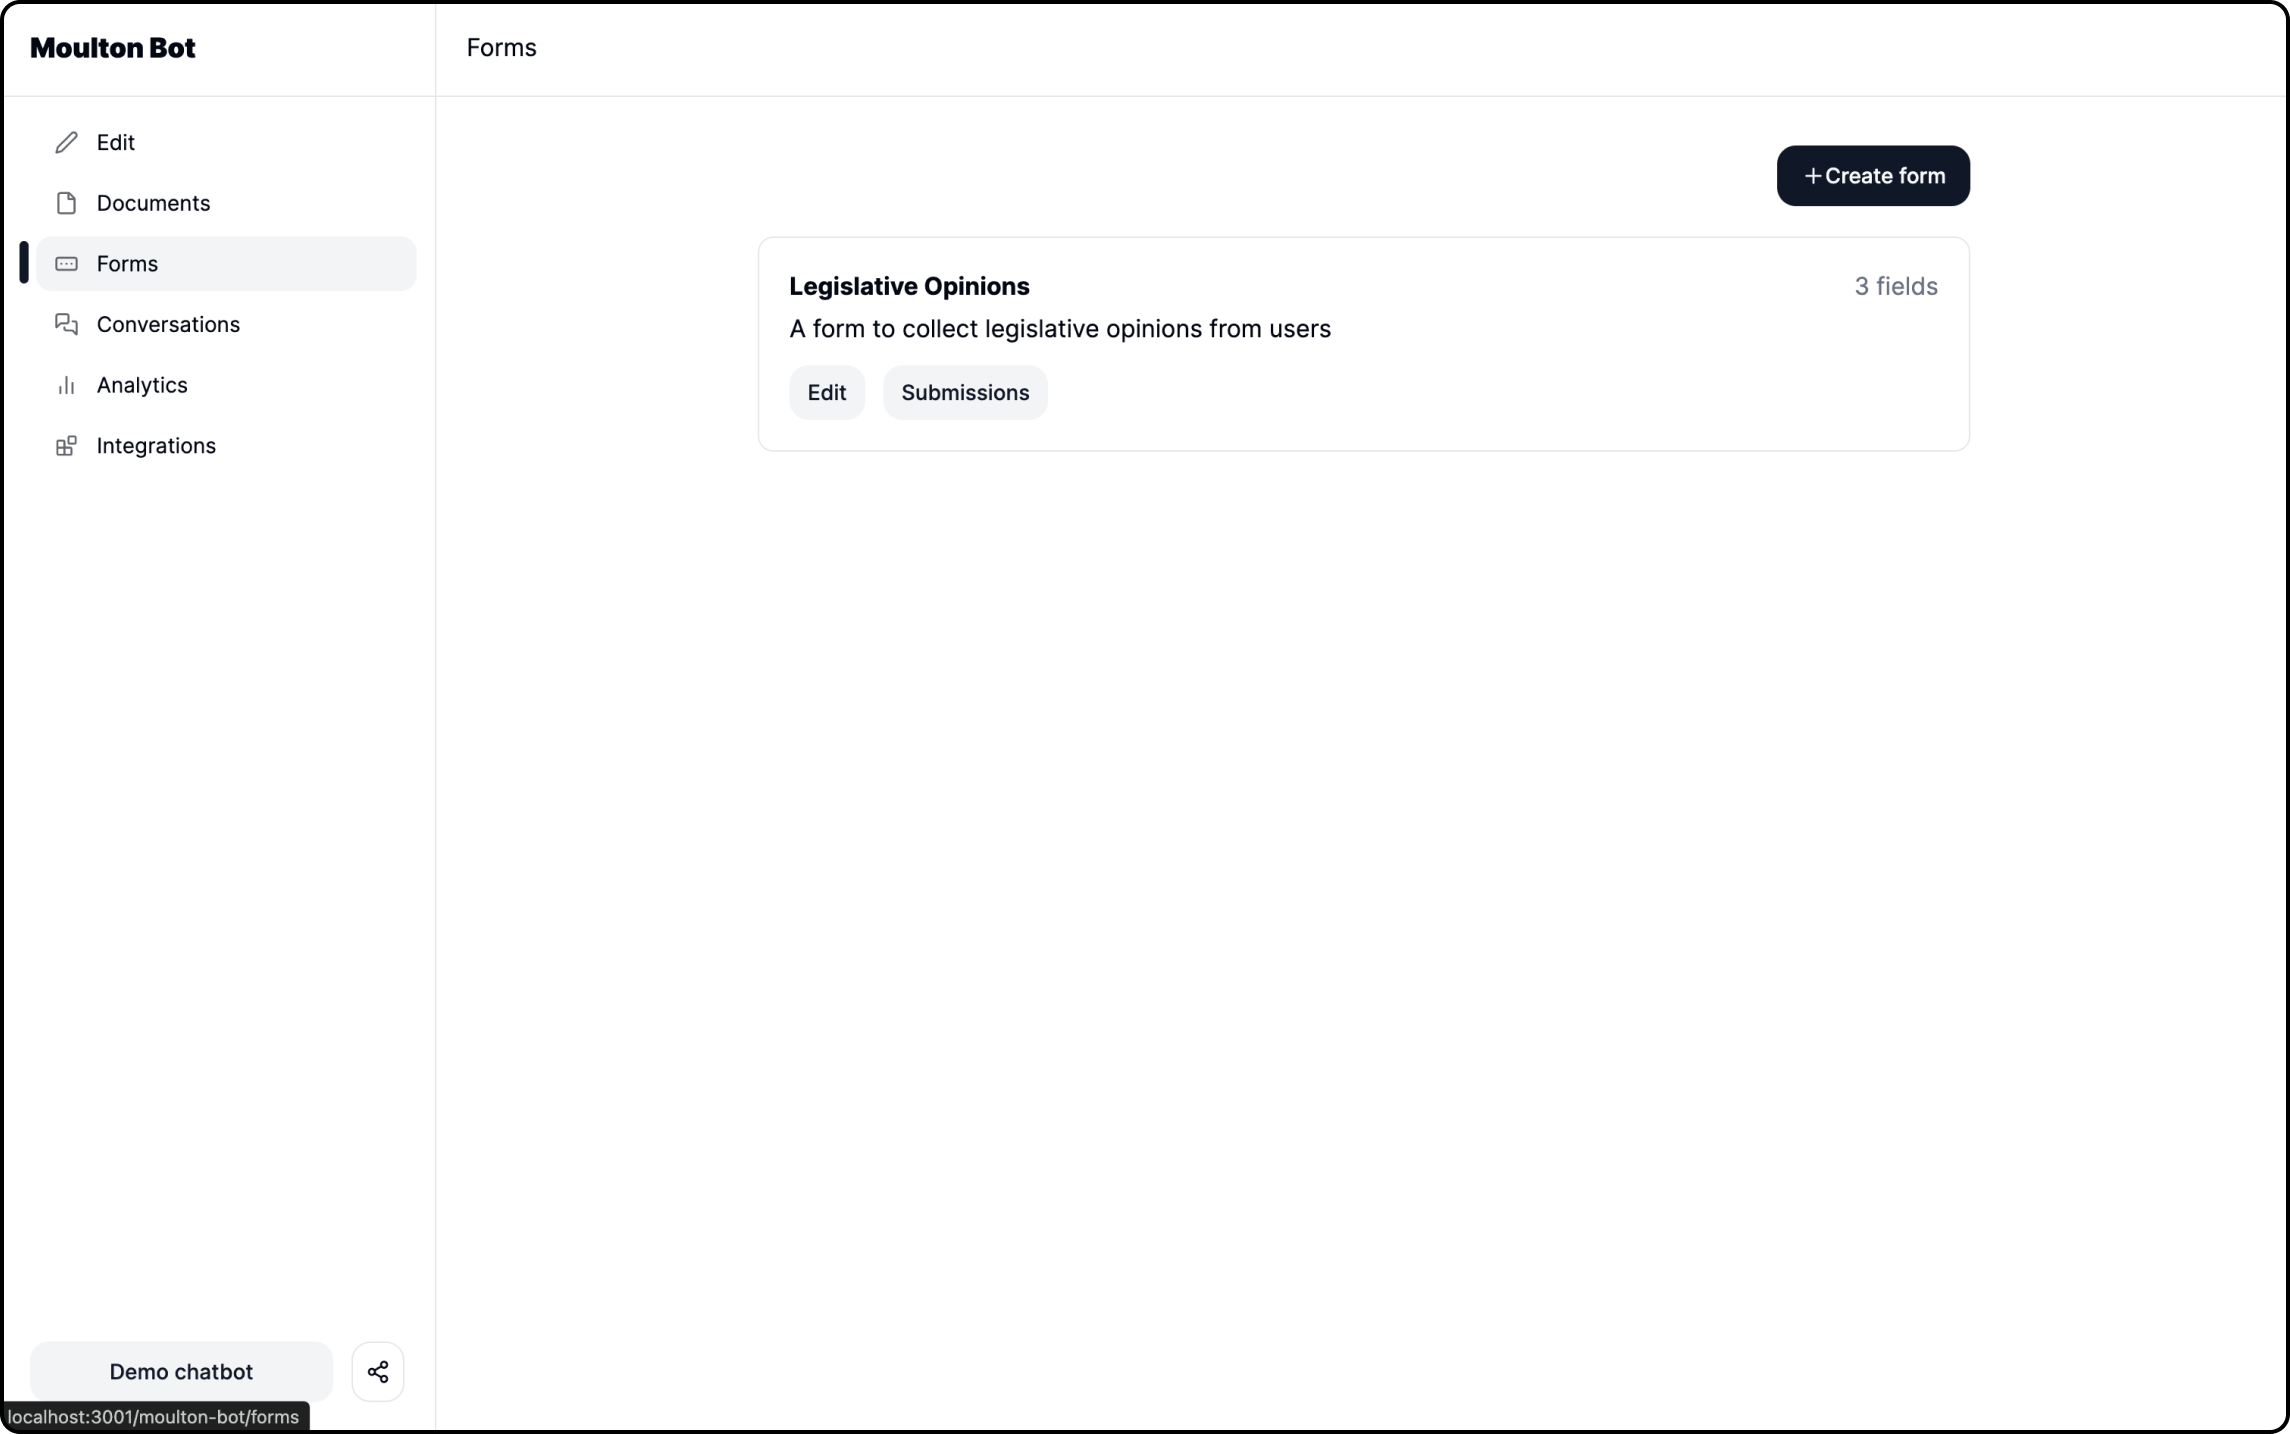 Moulton Bot
Forms
Edit
Documents
Forms
Conversations
Analytics
Integrations
+Create form
Legislative Opinions
3 fields
A form to collect legislative opinions from users
Edit
Submissions
Demo chatbot
localhost:3001/moulton-bot/forms